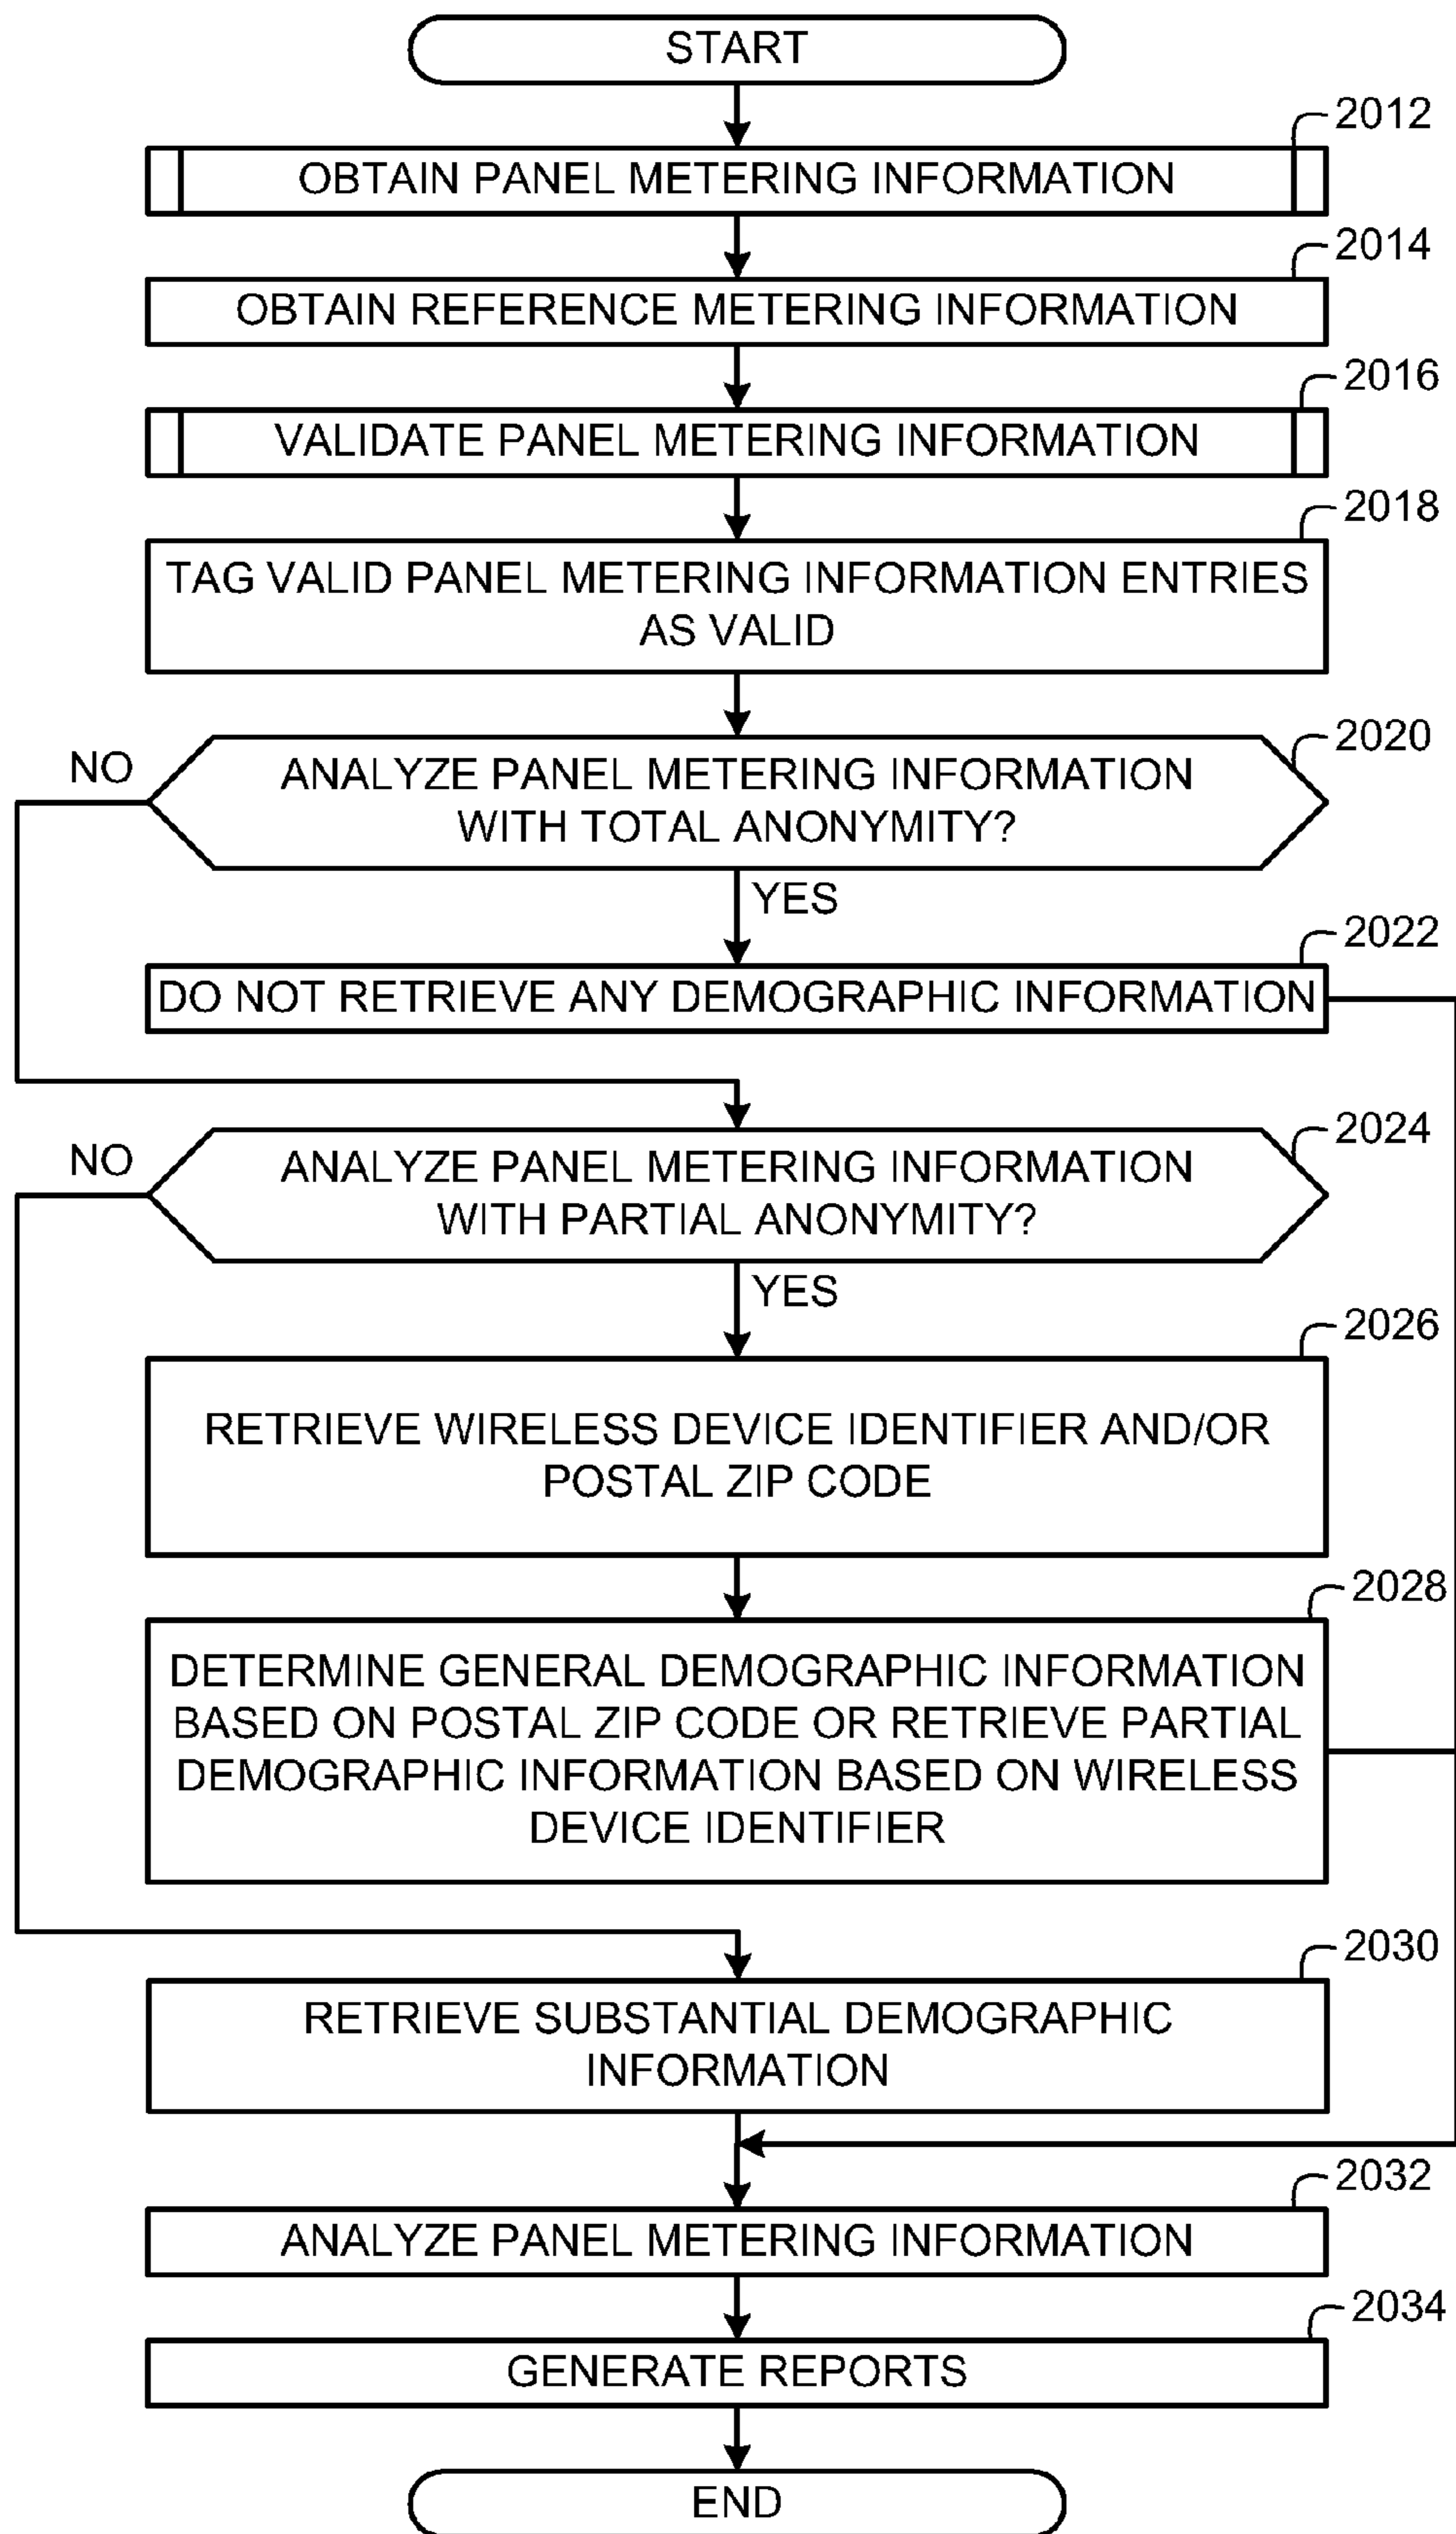 START
2012
OBTAIN PANEL METERING INFORMATION
2014
OBTAIN REFERENCE METERING INFORMATION
2016
VALIDATE PANEL METERING INFORMATION
2018
TAG VALID PANEL METERING INFORMATION ENTRIES
AS VALID
2020
NO
ANALYZE PANEL METERING INFORMATION
WITH TOTAL ANONYMITY?
YES
2022
DO NOT RETRIEVE ANY DEMOGRAPHIC INFORMATION
2024
NO
ANALYZE PANEL METERING INFORMATION
WITH PARTIAL ANONYMITY?
YES
2026
RETRIEVE WIRELESS DEVICE IDENTIFIER AND/OR
POSTAL ZIP CODE
2028
DETERMINE GENERAL DEMOGRAPHIC INFORMATION
BASED ON POSTAL ZIP CODE OR RETRIEVE PARTIAL
DEMOGRAPHIC INFORMATION BASED ON WIRELESS
DEVICE IDENTIFIER
2030
RETRIEVE SUBSTANTIAL DEMOGRAPHIC
INFORMATION
2032
ANALYZE PANEL METERING INFORMATION
2034
GENERATE REPORTS
END